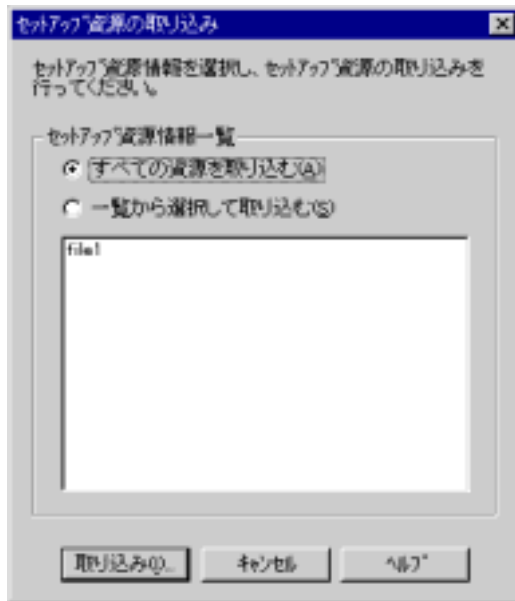 ｾｯﾄｱｯﾌﾟ資源の取り込み
ｾｯﾄｱｯﾌﾟ資源情報を選択し、ｾｯﾄｱｯﾌﾟ資源の取り込みを
行ってください。
ｾｯﾄｱｯﾌﾟ資源情報一覧
すべての資源を取り込む(A)
一覧から選択して取り込む(S)
file1
取り込み(I)...
ｷｬﾝｾﾙ
ﾍﾙﾌﾟ